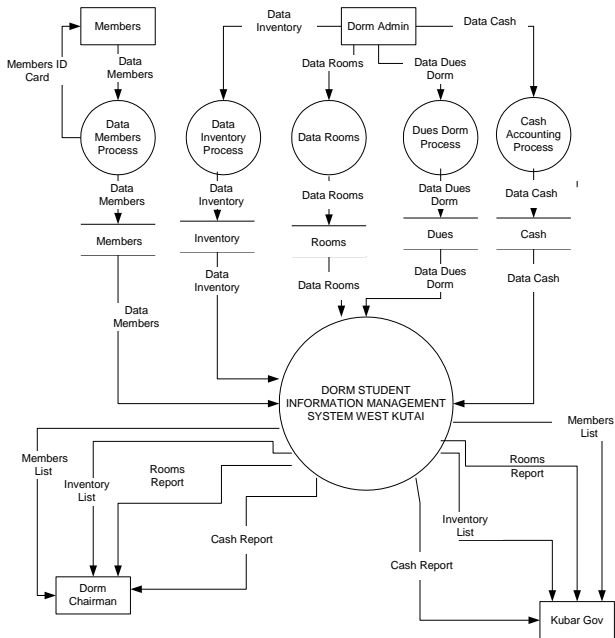 Members
Dorm Admin
Data
Inventory
Data Cash
Members ID
Card
Data
Members
Data Rooms
Data Dues
Dorm
Data
Members
Process
Data
Inventory
Process
Data Rooms
Dues Dorm
Process
Cash
Accounting
Process
Data
Members
Data
Inventory
Data Rooms
Data Dues
Dorm
Data Cash
Members
Inventory
Rooms
Dues
Cash
Data
Inventory
Data Rooms
Data Dues
Dorm
Data Cash
Data
Members
DORM STUDENT
INFORMATION MANAGEMENT
SYSTEM WEST KUTAI
Members
List
Inventory
List
Rooms
Report
Cash Report
Members
List
Rooms
Report
Inventory
List
Cash Report
Dorm
Chairman
Kubar Gov